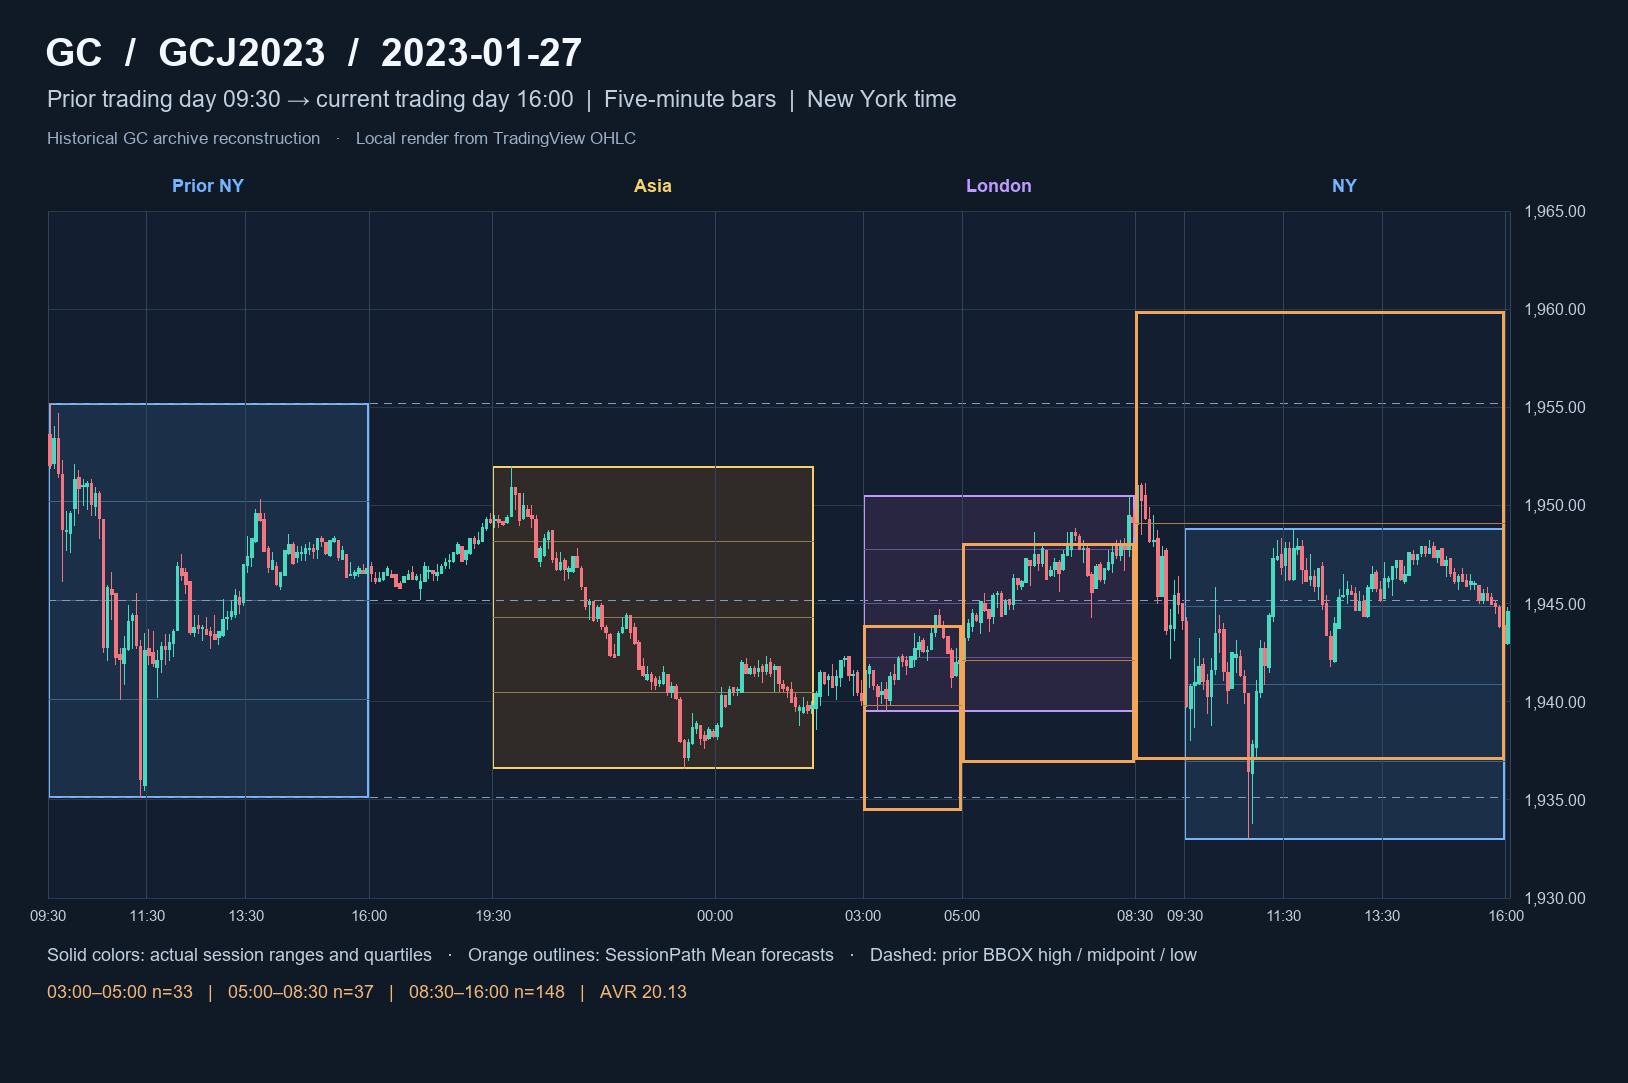 GC / GCJ2023 / 2023-01-27
Prior trading day 09:30 → current trading day 16:00 | Five-minute bars | New York time
Historical GC archive reconstruction · Local render from TradingView OHLC
Prior NY Asia London NY
1,965.00
1,960.00
1,955.00
1,950.00
1,945.00
1,940.00
1,935.00
1,930.00
09:30 11:30 13:30 16:00 19:30 00:00 03:00 05:00 08:30 09:30 11:30 13:30 16:00
Solid colors: actual session ranges and quartiles · Orange outlines: SessionPath Mean forecasts · Dashed: prior BBOX high / midpoint / low
03:00–05:00 n=33 | 05:00–08:30 n=37 | 08:30–16:00 n=148 | AVR 20.13